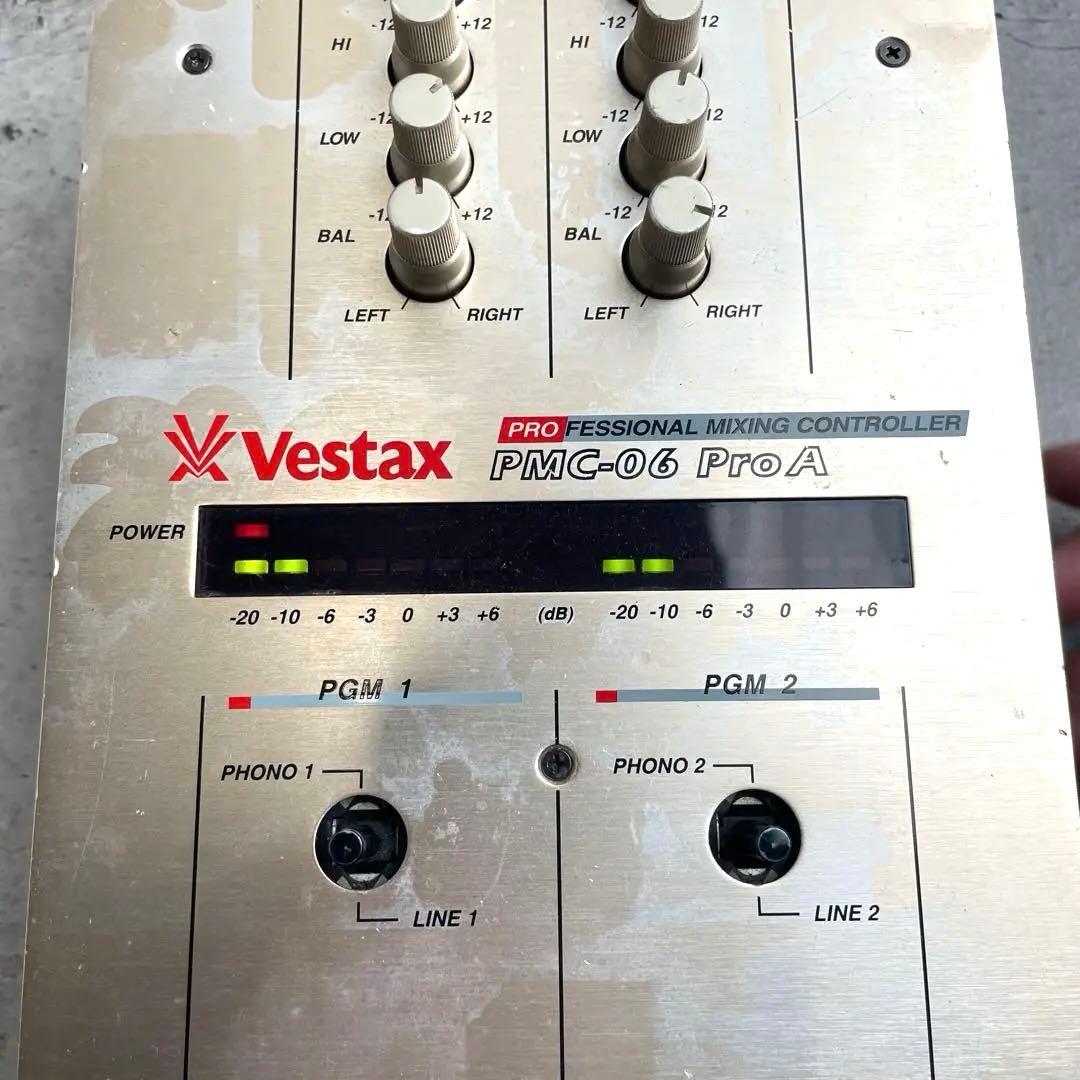 -12 +12 -12 +12
HI HI
-12 +12 -12 12
LOW LOW
-12 +12 -12 12
BAL BAL
LEFT RIGHT LEFT RIGHT
PROFESSIONAL MIXING CONTROLLER
Vestax PMC-06 Pro A
POWER
-20 -10 -6 -3 0 +3 +6 (dB) -20 -10 -6 -3 0 +3 +6
PGM 1 PGM 2
PHONO 1 PHONO 2
LINE 1 LINE 2